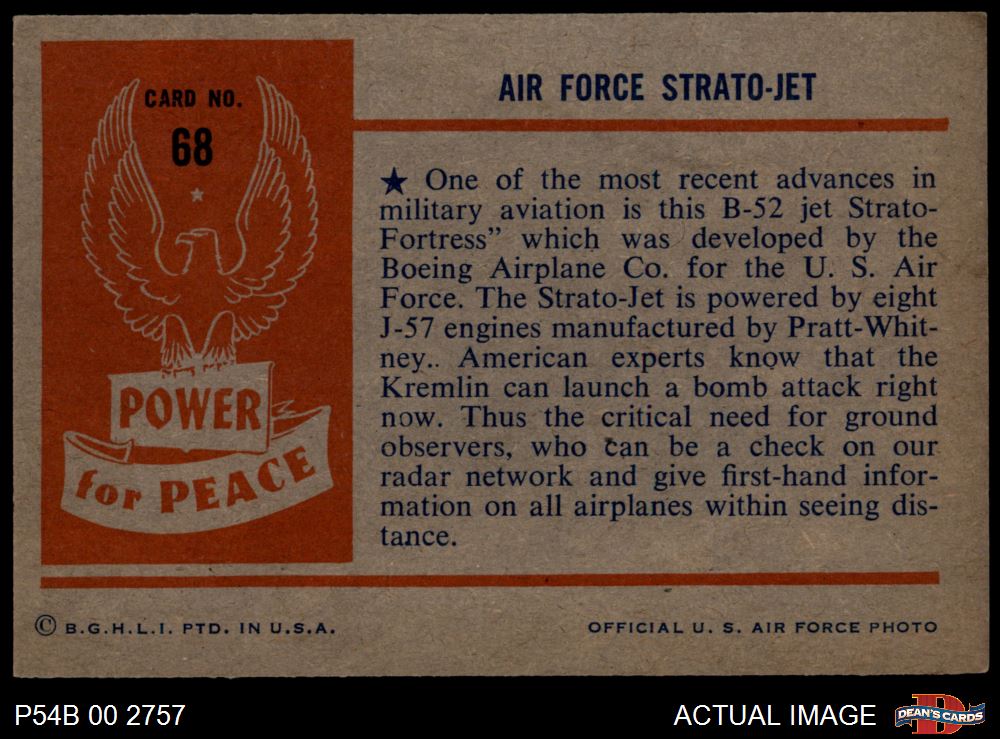 CARD NO.
68
POWER
for PEACE
AIR FORCE STRATO-JET
★ One of the most recent advances in
military aviation is this B-52 jet Strato-
Fortress” which was developed by the
Boeing Airplane Co. for the U. S. Air
Force. The Strato-Jet is powered by eight
J-57 engines manufactured by Pratt-Whit-
ney.. American experts know that the
Kremlin can launch a bomb attack right
now. Thus the critical need for ground
observers, who can be a check on our
radar network and give first-hand infor-
mation on all airplanes within seeing dis-
tance.
© B.G.H.L.I. PTD. IN U.S.A.
OFFICIAL U. S. AIR FORCE PHOTO
P54B 00 2757
ACTUAL IMAGE
D
DEAN'S CARDS